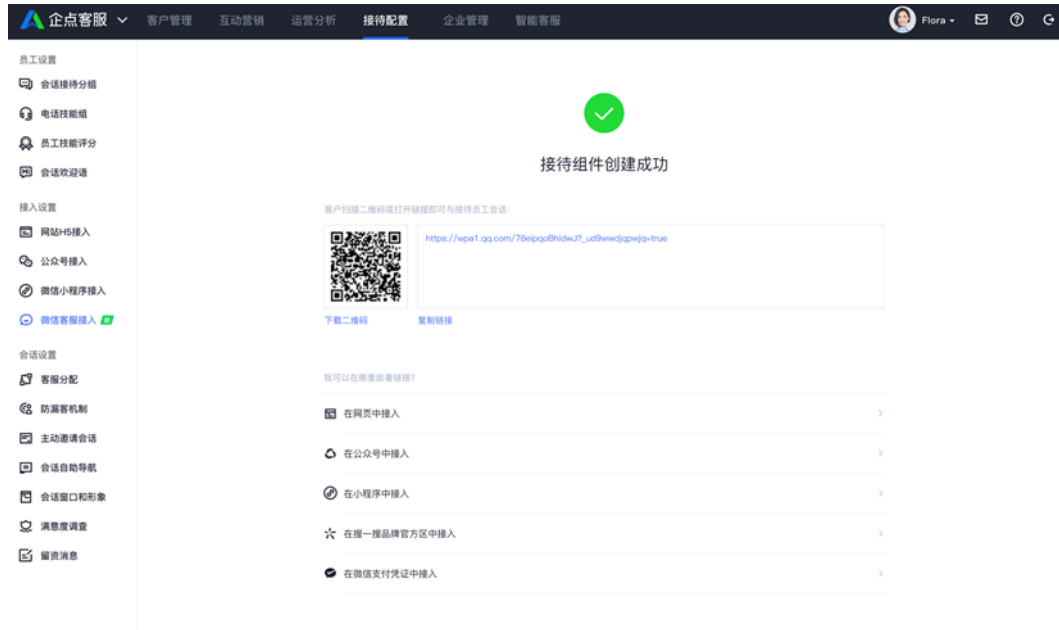 企点客服 客户管理 互动营销 运营分析 接待配置 企业管理 智能客服 Flora
员工设置
会话接待分组
电话技能组
员工技能评分
会话欢迎语
接入设置
网站H5接入
公众号接入
微信小程序接入
微信客服接入
会话设置
客服分配
防漏客机制
主动邀请会话
会话自助导航
会话窗口和形象
满意度调查
留资消息
接待组件创建成功
客户扫描二维码或打开链接即可与接待员工会话:
https://wpa1.qq.com/76eipqoBhidwJ?_ud9wwdjqpwjq=true
下载二维码 复制链接
我可以在哪里部署链接?
在网页中接入
在公众号中接入
在小程序中接入
在搜一搜品牌官方区中接入
在微信支付凭证中接入